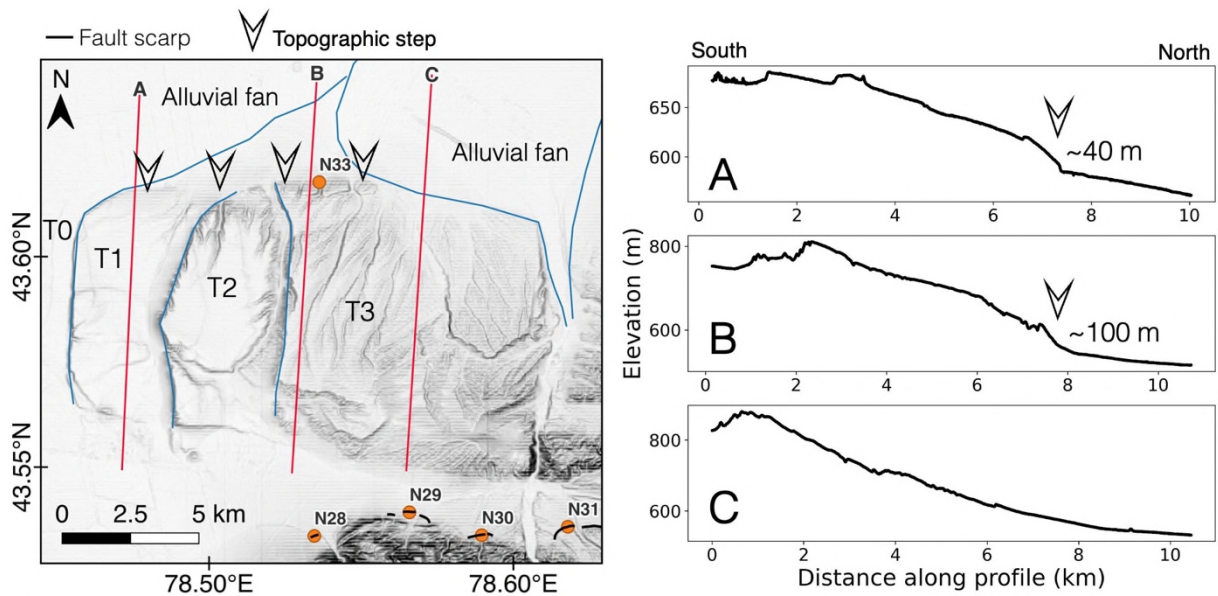 Fault scarp
Topographic step
N
A
B
C
Alluvial fan
Alluvial fan
N33
T0
T1
T2
T3
43.60°N
43.55°N
0 2.5 5 km
N28
N29
N30
N31
78.50°E
78.60°E
South
North
Elevation (m)
650
600
A
~40 m
0 2 4 6 8 10
800
600
B
~100 m
0 2 4 6 8 10
800
600
C
0 2 4 6 8 10
Distance along profile (km)